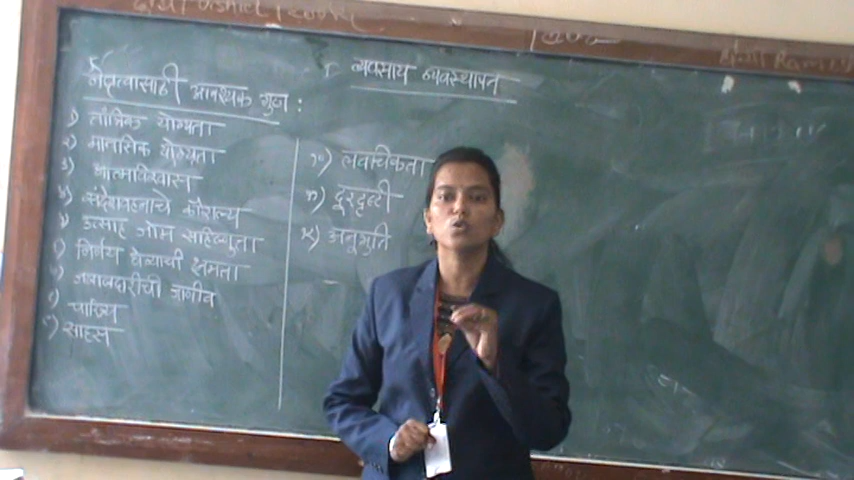 व्यवसाय व्यवस्थापन
नेतृत्वासाठी आवश्यक गुण :
१) तांत्रिक योग्यता
२) मानसिक योग्यता
३) आत्मविश्वास
४) संदेशवहनाचे कौशल्य
५) उत्साह जोम सहिष्णुता
६) निर्णय घेण्याची क्षमता
७) जबाबदारीची जाणीव
८) चारित्र्य
९) साहस
१०) लवचिकता
११) दूरदृष्टी
१२) अनुभुति